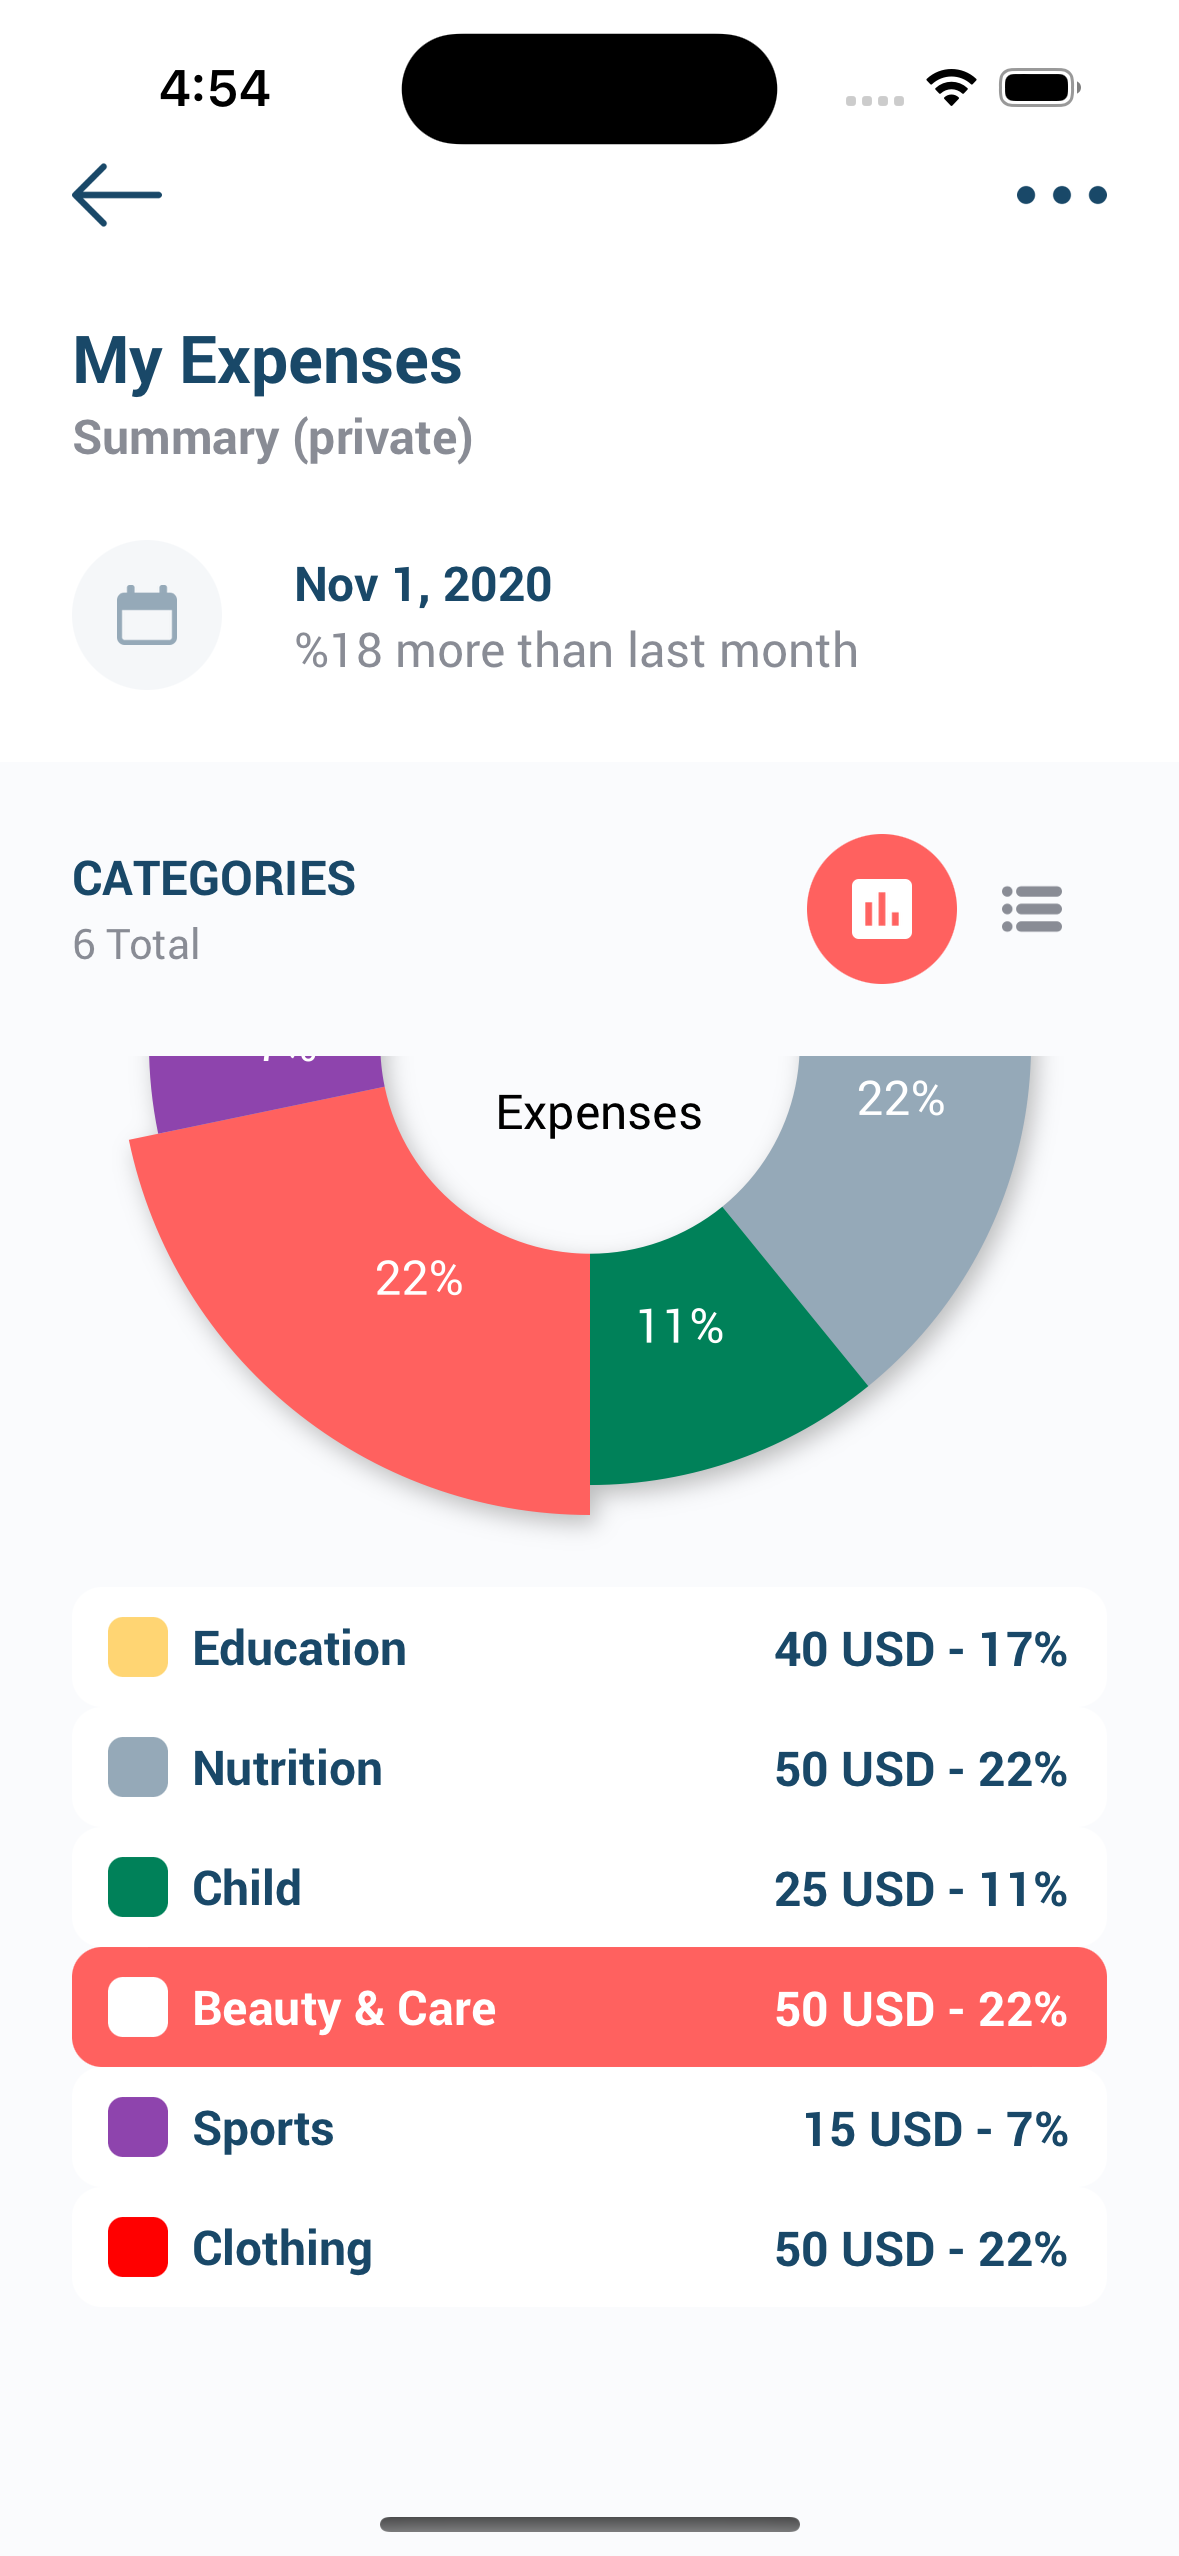 4:54
My Expenses
Summary (private)
Nov 1, 2020
%18 more than last month
CATEGORIES
6 Total
Expenses
22%
22%
11%
Education 40 USD - 17%
Nutrition 50 USD - 22%
Child 25 USD - 11%
Beauty & Care 50 USD - 22%
Sports 15 USD - 7%
Clothing 50 USD - 22%